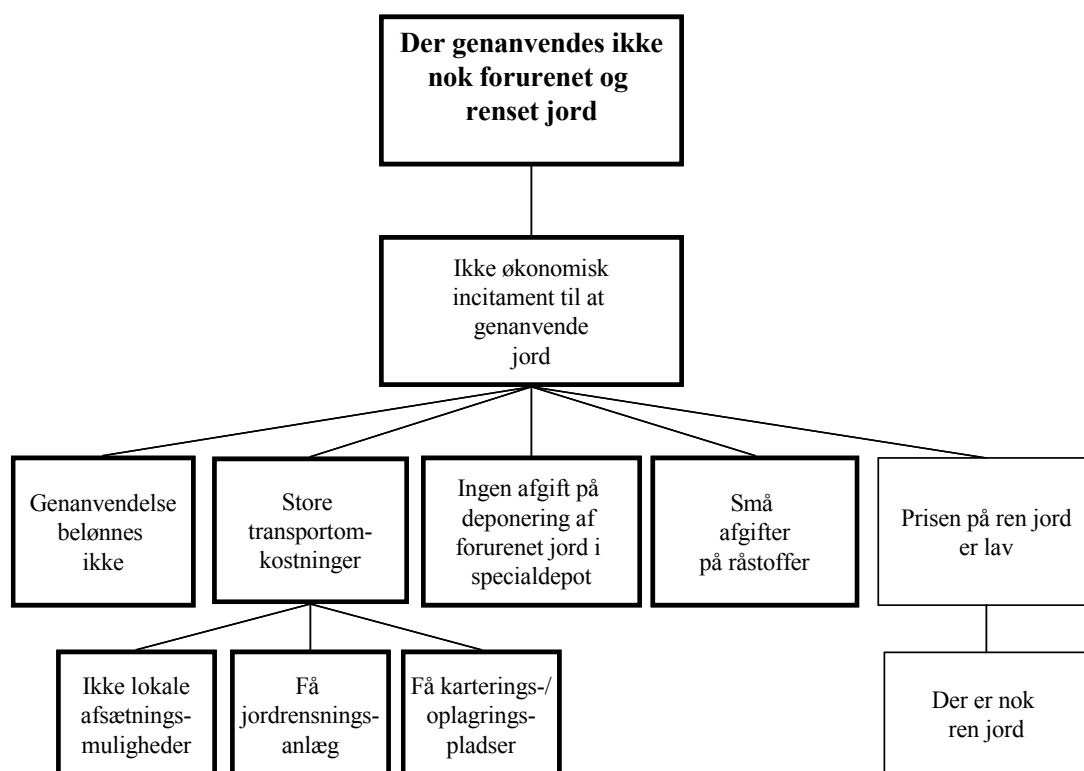 Der genanvendes ikke
nok forurenet og
renset jord
Ikke økonomisk
incitament til at
genanvende
jord
Genanvendelse
belønnes
ikke
Store
transportom-
kostninger
Ingen afgift på
deponering af
forurenet jord i
specialdepot
Små
afgifter
på råstoffer
Prisen på ren jord
er lav
Ikke lokale
afsætnings-
muligheder
Få
jordrensnings-
anlæg
Få karterings-/
oplagrings-
pladser
Der er nok
ren jord